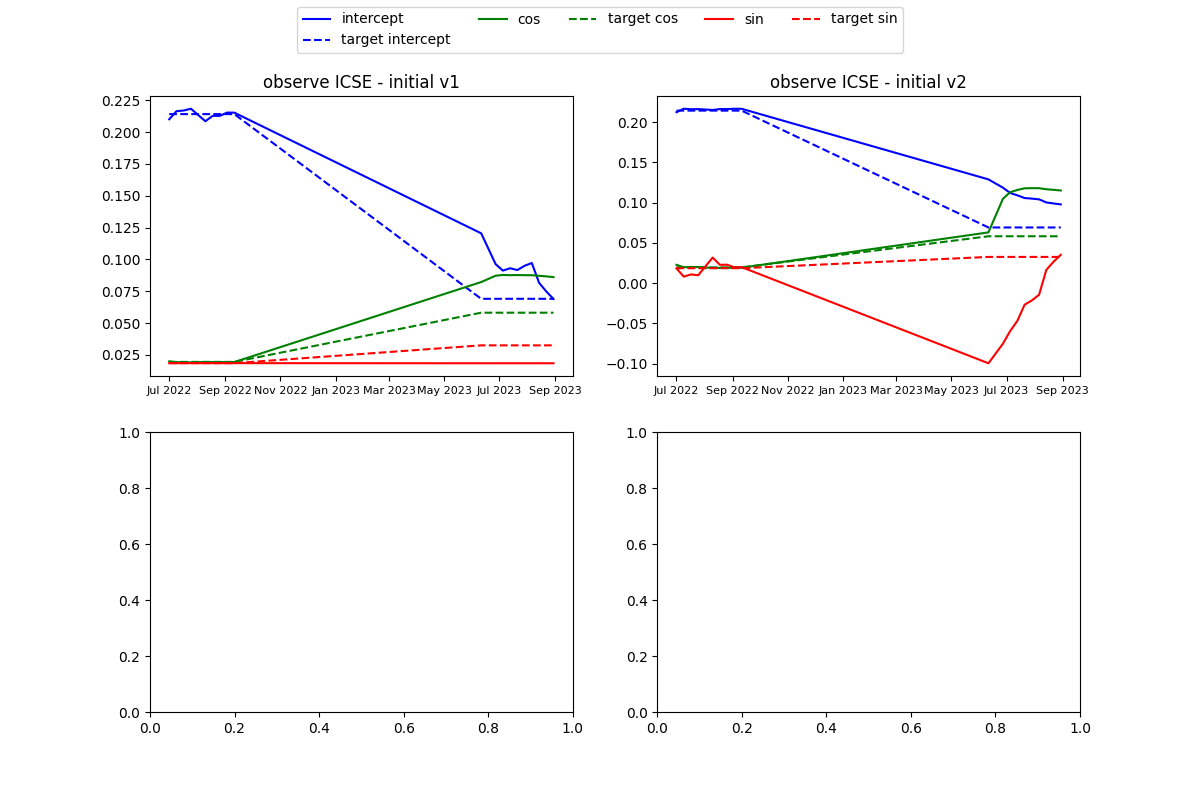 intercept
target intercept
cos
target cos
sin
target sin
observe ICSE - initial v1
0.225
0.200
0.175
0.150
0.125
0.100
0.075
0.050
0.025
Jul 2022 Sep 2022 Nov 2022 Jan 2023 Mar 2023 May 2023 Jul 2023 Sep 2023
observe ICSE - initial v2
0.20
0.15
0.10
0.05
0.00
−0.05
−0.10
Jul 2022 Sep 2022 Nov 2022 Jan 2023 Mar 2023 May 2023 Jul 2023 Sep 2023
1.0
0.8
0.6
0.4
0.2
0.0
0.0 0.2 0.4 0.6 0.8 1.0
1.0
0.8
0.6
0.4
0.2
0.0
0.0 0.2 0.4 0.6 0.8 1.0